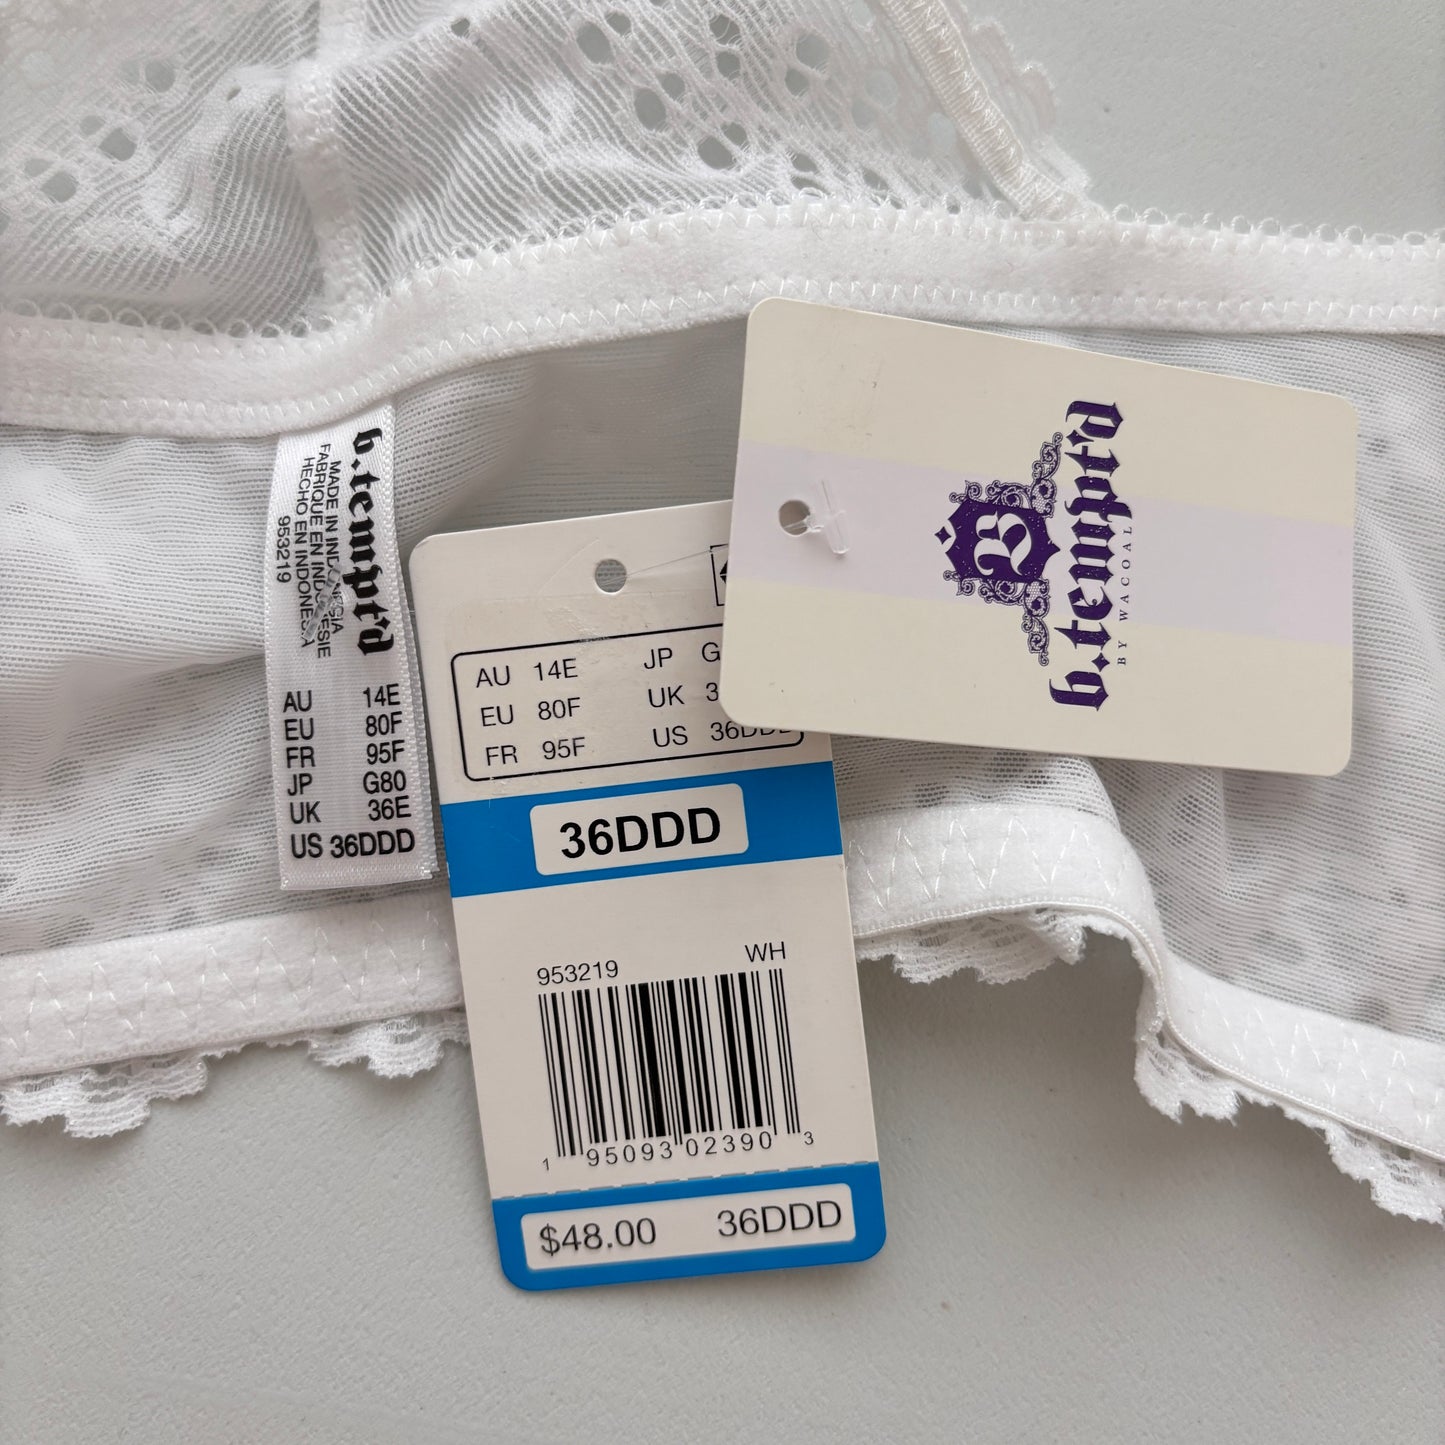 b.tempt'd
MADE IN INDONESIA
FABRIQUE EN INDONESIE
HECHO EN INDONESIA
953219
AU 14E
EU 80F
FR 95F
JP G80
UK 36E
US 36DDD
AU 14E JP G
EU 80F UK 3
FR 95F US 36DDD
36DDD
953219 WH
1 95093 02390 3
$48.00 36DDD
B
b.tempt'd
BY WACOAL